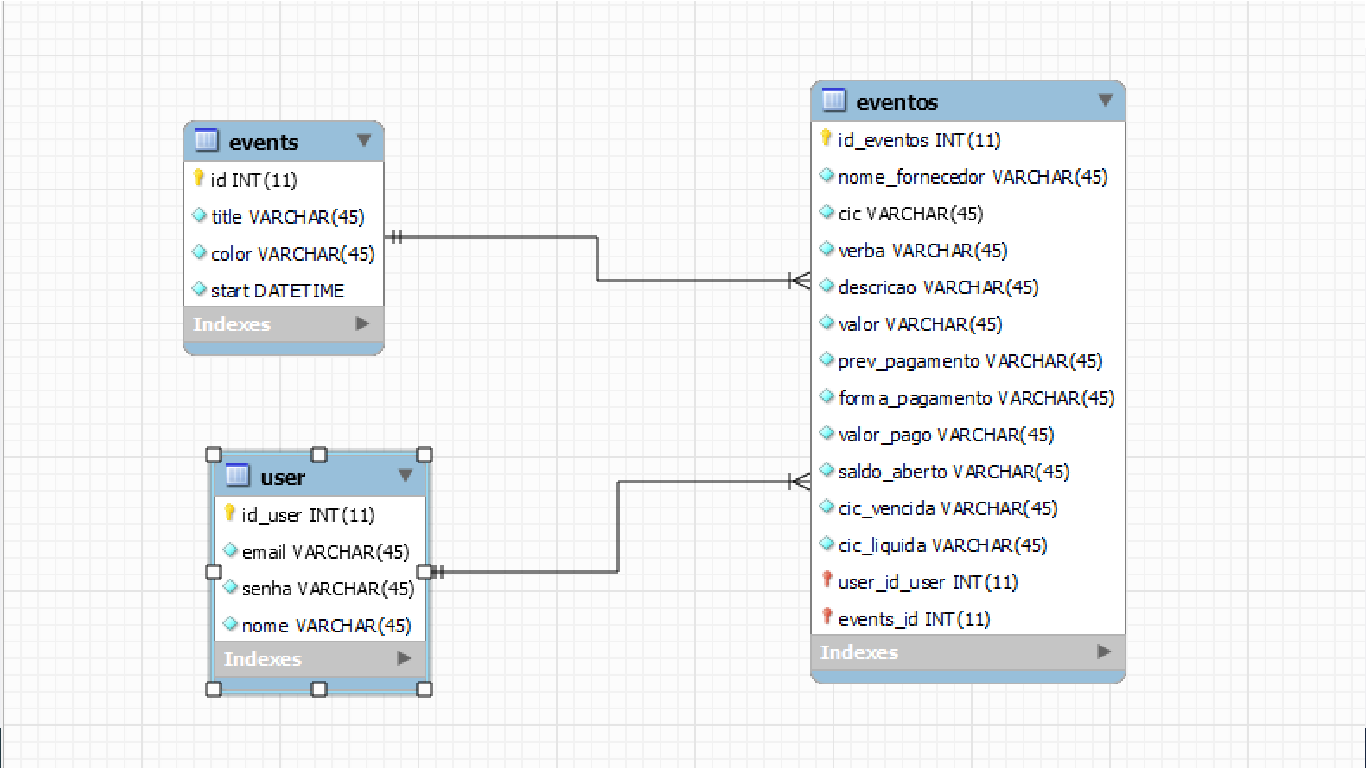 events
id INT(11)
title VARCHAR(45)
color VARCHAR(45)
start DATETIME
Indexes
user
id_user INT(11)
email VARCHAR(45)
senha VARCHAR(45)
nome VARCHAR(45)
Indexes
eventos
id_eventos INT(11)
nome_fornecedor VARCHAR(45)
cic VARCHAR(45)
verba VARCHAR(45)
descricao VARCHAR(45)
valor VARCHAR(45)
prev_pagamento VARCHAR(45)
forma_pagamento VARCHAR(45)
valor_pago VARCHAR(45)
saldo_aberto VARCHAR(45)
cic_vencida VARCHAR(45)
cic_liquida VARCHAR(45)
user_id_user INT(11)
events_id INT(11)
Indexes